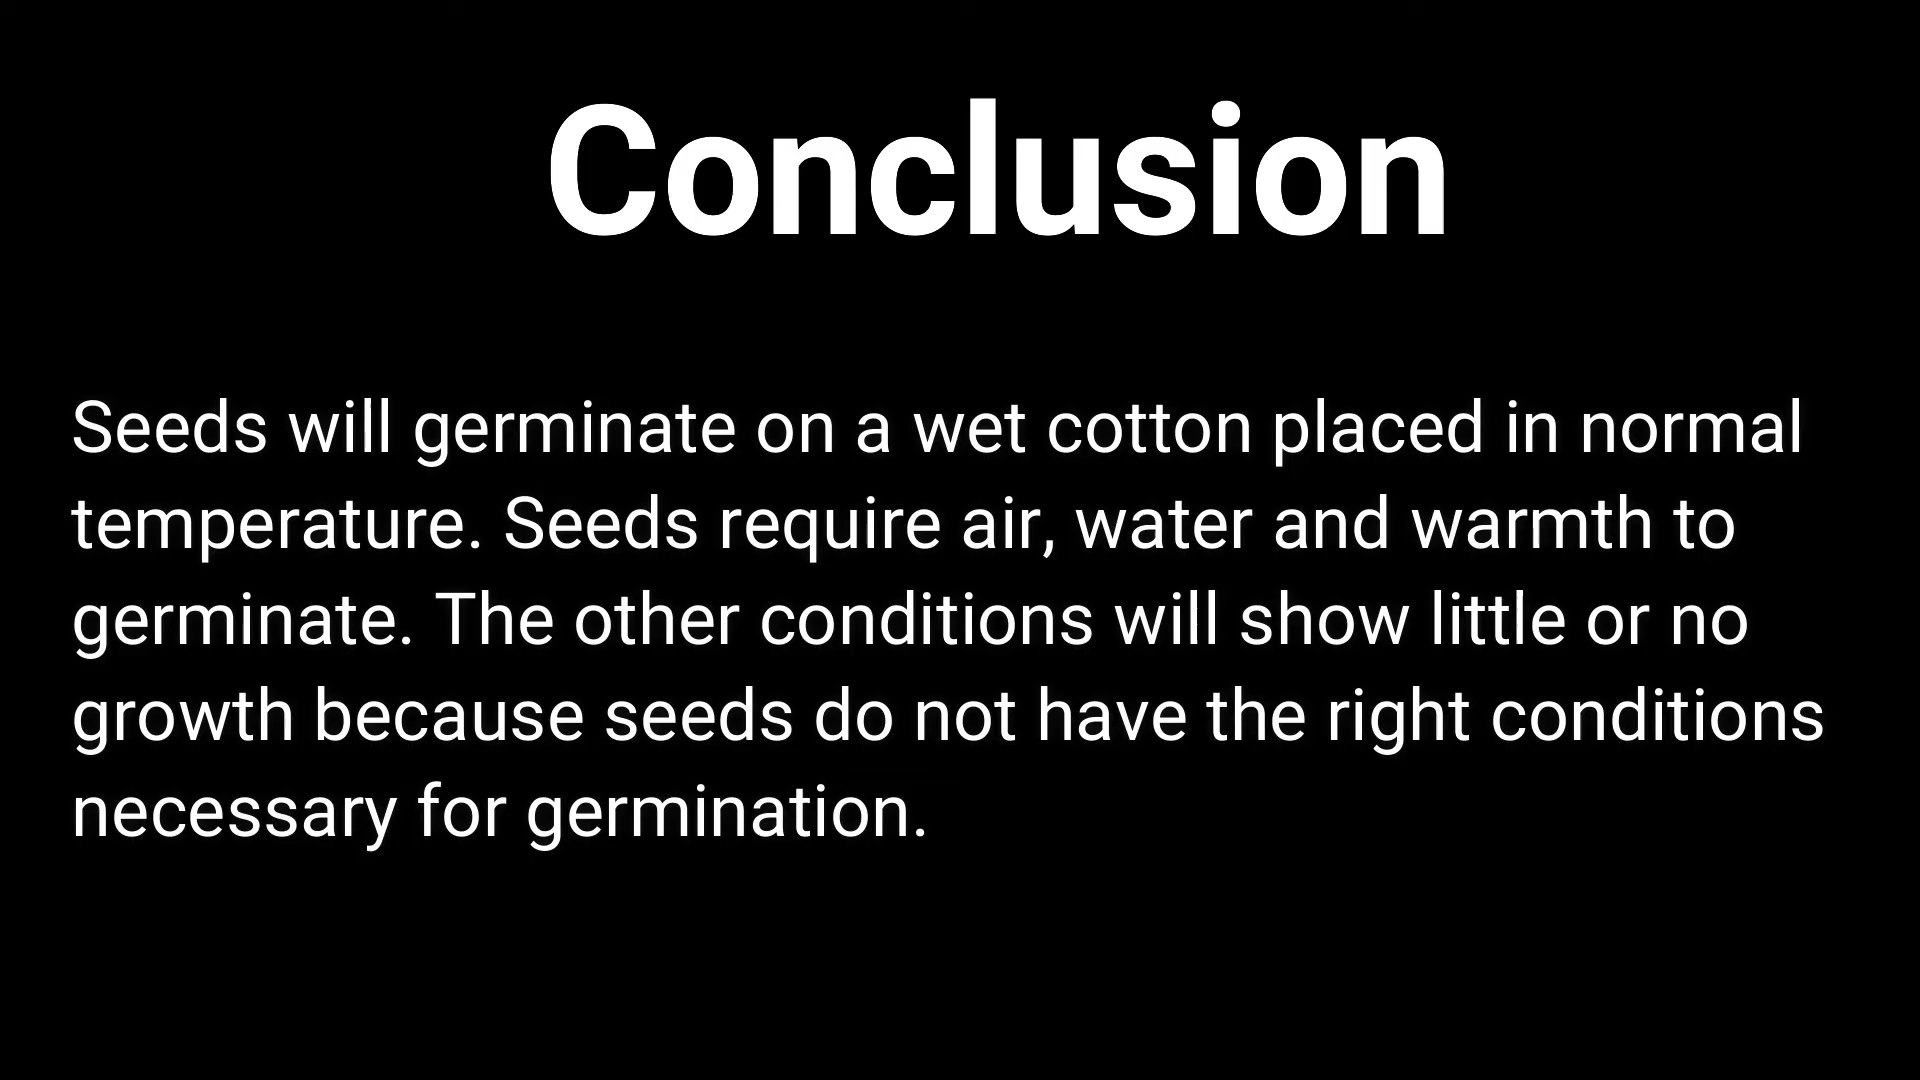 Conclusion
Seeds will germinate on a wet cotton placed in normal
temperature. Seeds require air, water and warmth to
germinate. The other conditions will show little or no
growth because seeds do not have the right conditions
necessary for germination.